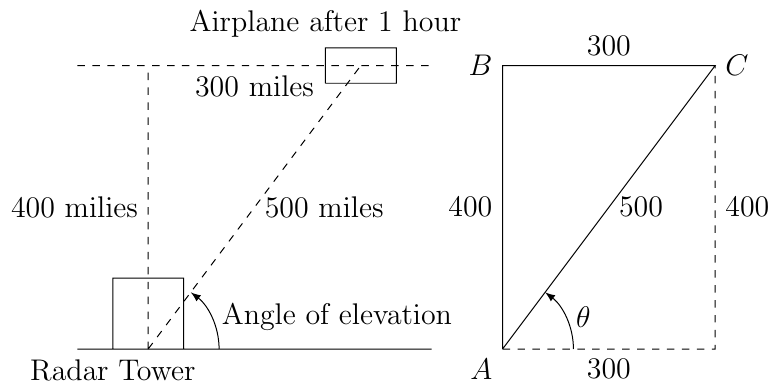 Airplane after 1 hour
300 miles
400 milies
500 miles
Angle of elevation
Radar Tower
300
B
C
400
500
400
θ
A
300